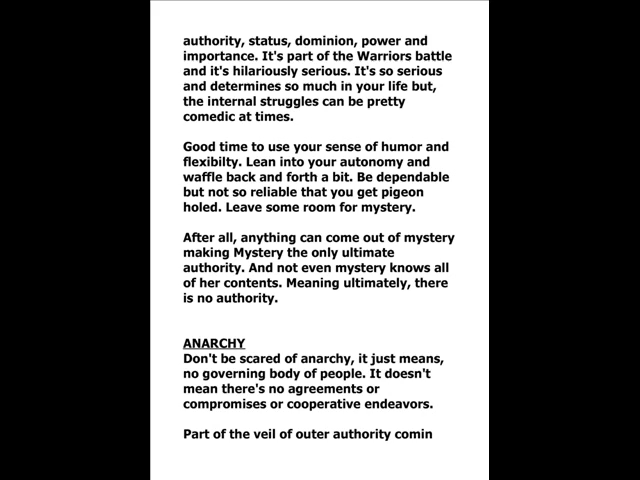 authority, status, dominion, power and
importance. It's part of the Warriors battle
and it's hilariously serious. It's so serious
and determines so much in your life but,
the internal struggles can be pretty
comedic at times.
Good time to use your sense of humor and
flexibilty. Lean into your autonomy and
waffle back and forth a bit. Be dependable
but not so reliable that you get pigeon
holed. Leave some room for mystery.
After all, anything can come out of mystery
making Mystery the only ultimate
authority. And not even mystery knows all
of her contents. Meaning ultimately, there
is no authority.
ANARCHY
Don't be scared of anarchy, it just means,
no governing body of people. It doesn't
mean there's no agreements or
compromises or cooperative endeavors.
Part of the veil of outer authority comin